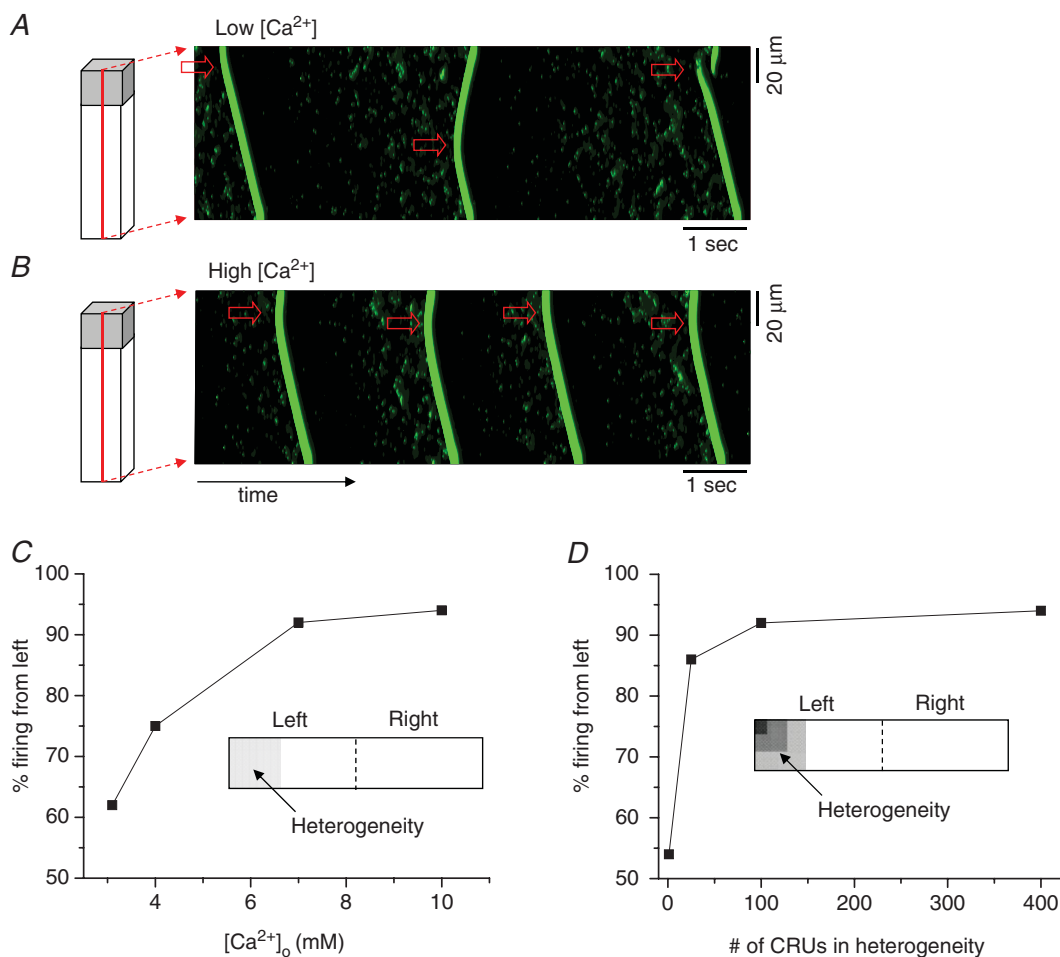 A
Low [Ca²⁺]
20 µm
1 sec
B
High [Ca²⁺]
20 µm
time
1 sec
C
% firing from left
100
90
80
70
60
50
Left Right
Heterogeneity
4 6 8 10
[Ca²⁺]ₒ (mM)
D
% firing from left
100
90
80
70
60
50
Left Right
Heterogeneity
0 100 200 300 400
# of CRUs in heterogeneity